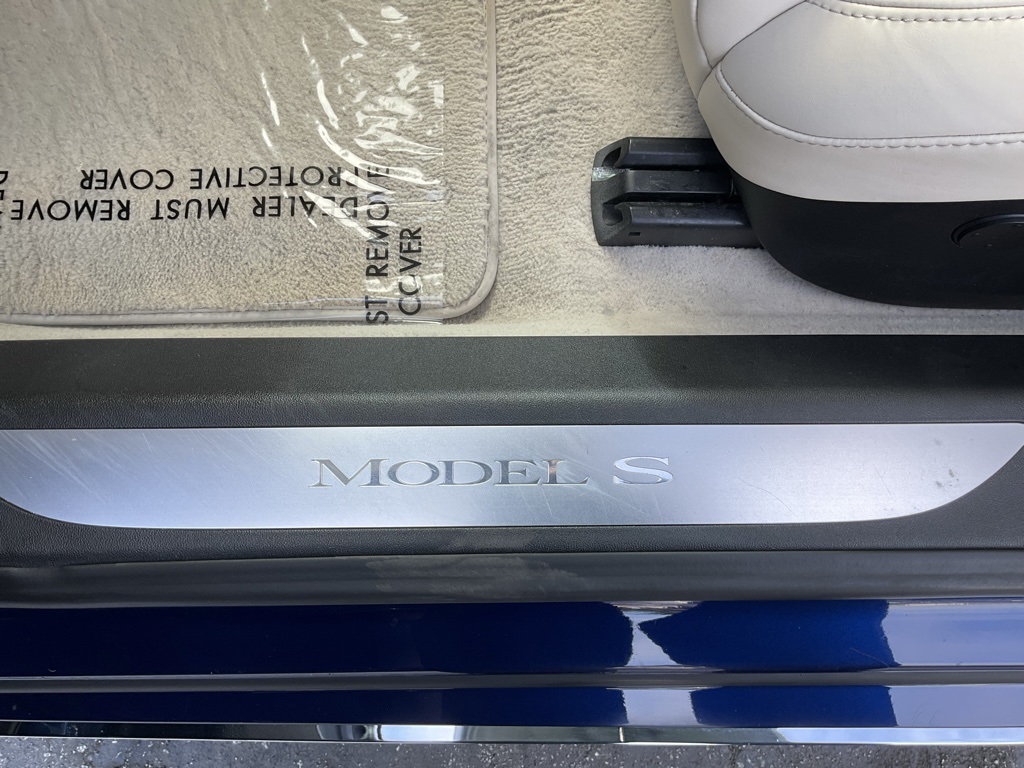 DEALER MUST REMOVE
PROTECTIVE COVER
ST REMOVE
COVER
MODEL S